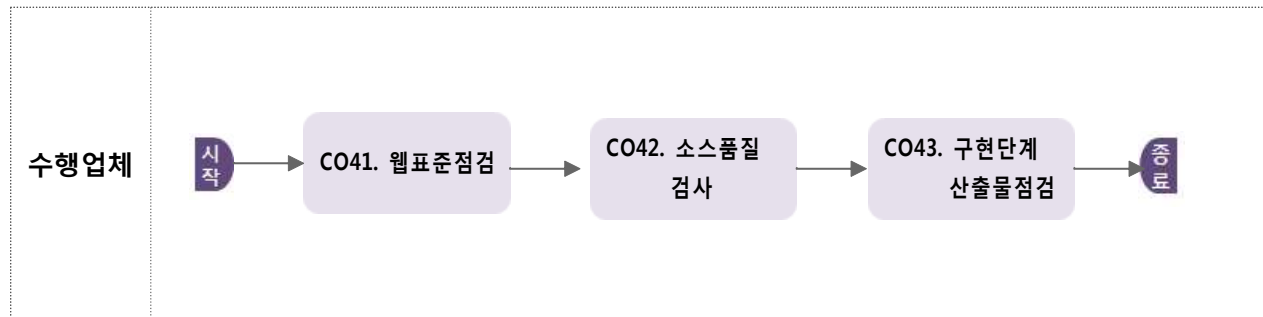 수행업체
시
작
CO41. 웹표준점검
CO42. 소스품질
검사
CO43. 구현단계
산출물점검
종
료